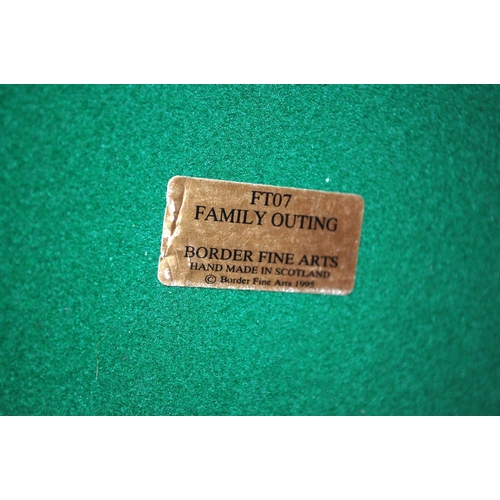 FT07
FAMILY OUTING
BORDER FINE ARTS
HAND MADE IN SCOTLAND
© Border Fine Arts 1995